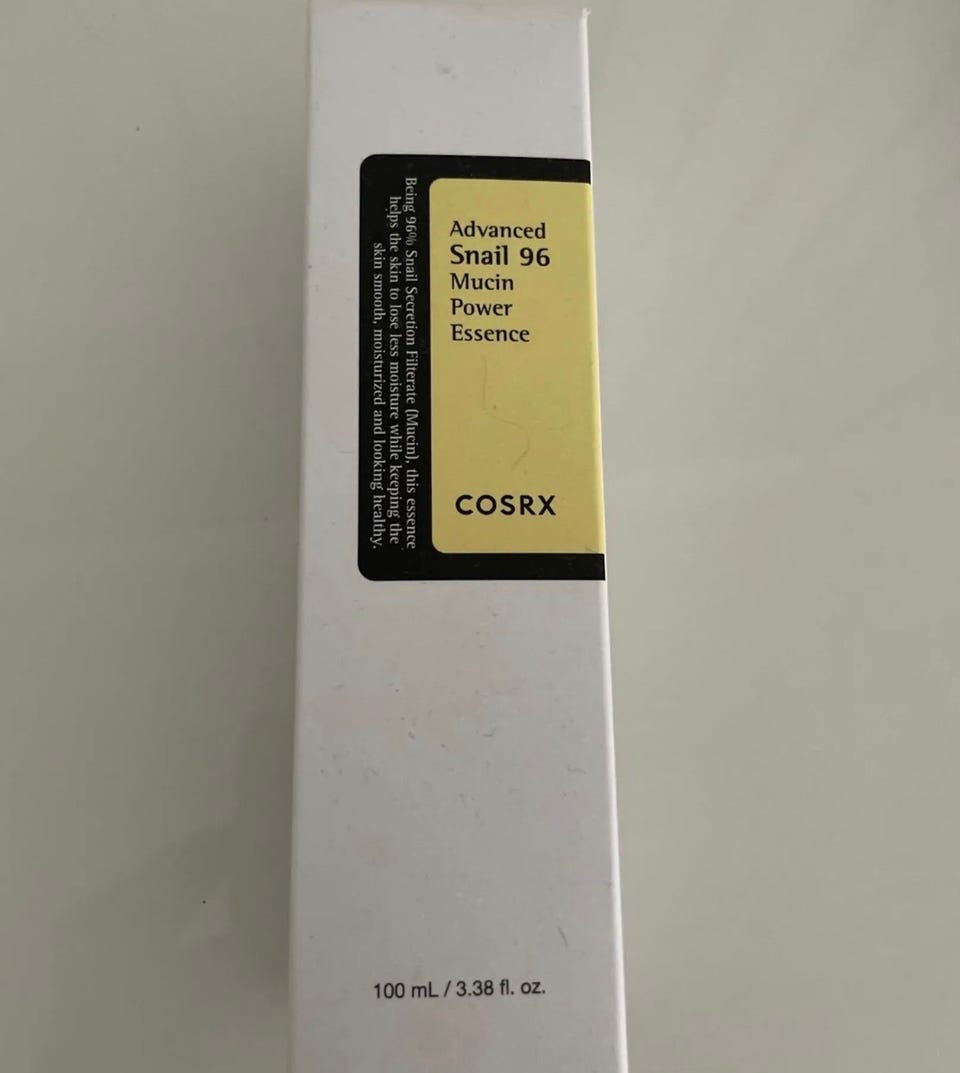 Advanced
Snail 96
Mucin
Power
Essence
COSRX
Being 96% Snail Secretion Filterate (Mucin), this essence
helps the skin to lose less moisture while keeping the
skin smooth, moisturized and looking healthy.
100 mL / 3.38 fl. oz.